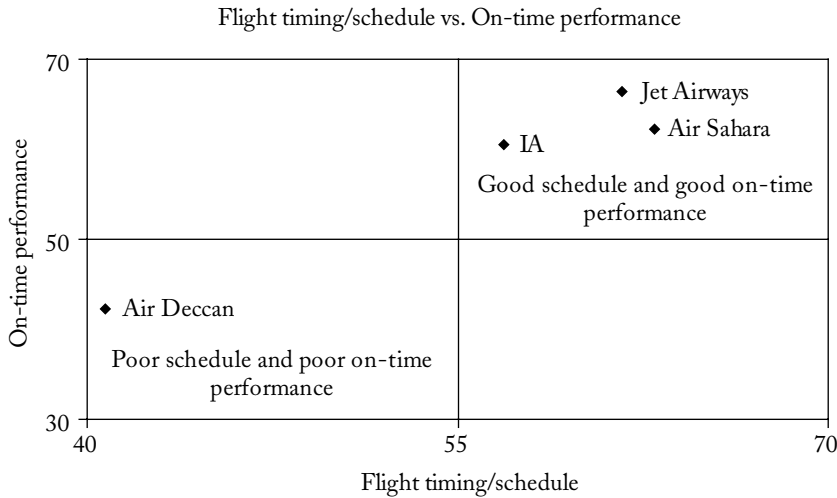 Flight timing/schedule vs. On-time performance
70
Jet Airways
Air Sahara
IA
Good schedule and good on-time
performance
On-time performance
50
Air Deccan
Poor schedule and poor on-time
performance
30
40
55
70
Flight timing/schedule